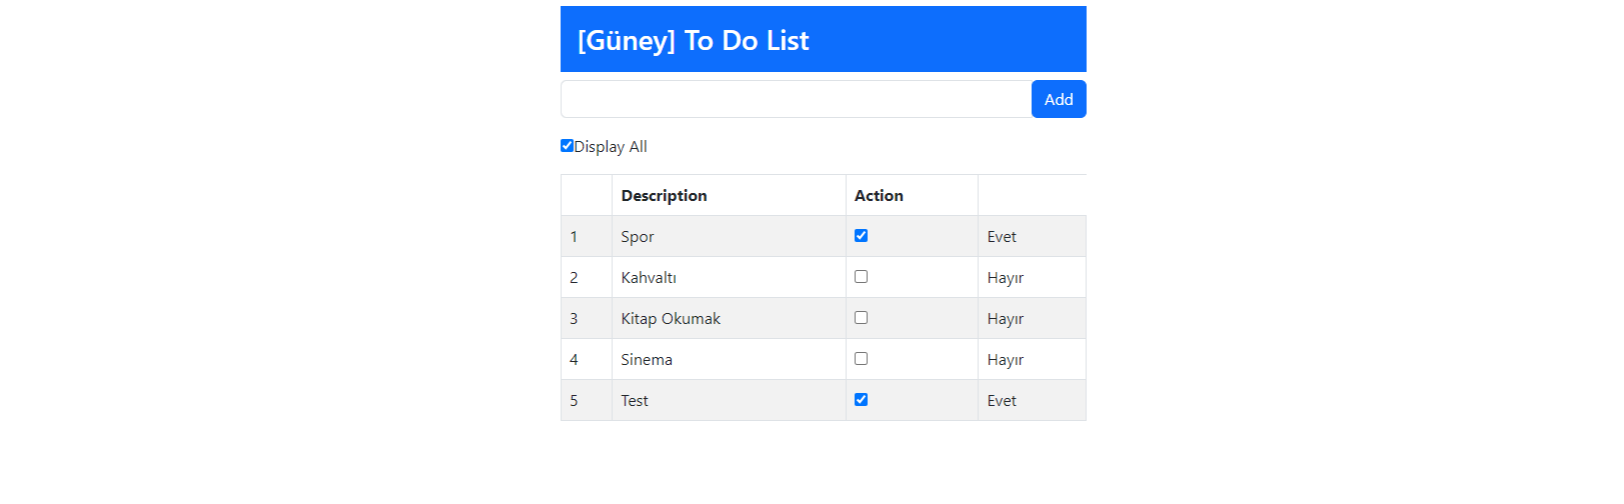 [Güney] To Do List
Add
Display All
Description Action
1 Spor Evet
2 Kahvaltı Hayır
3 Kitap Okumak Hayır
4 Sinema Hayır
5 Test Evet